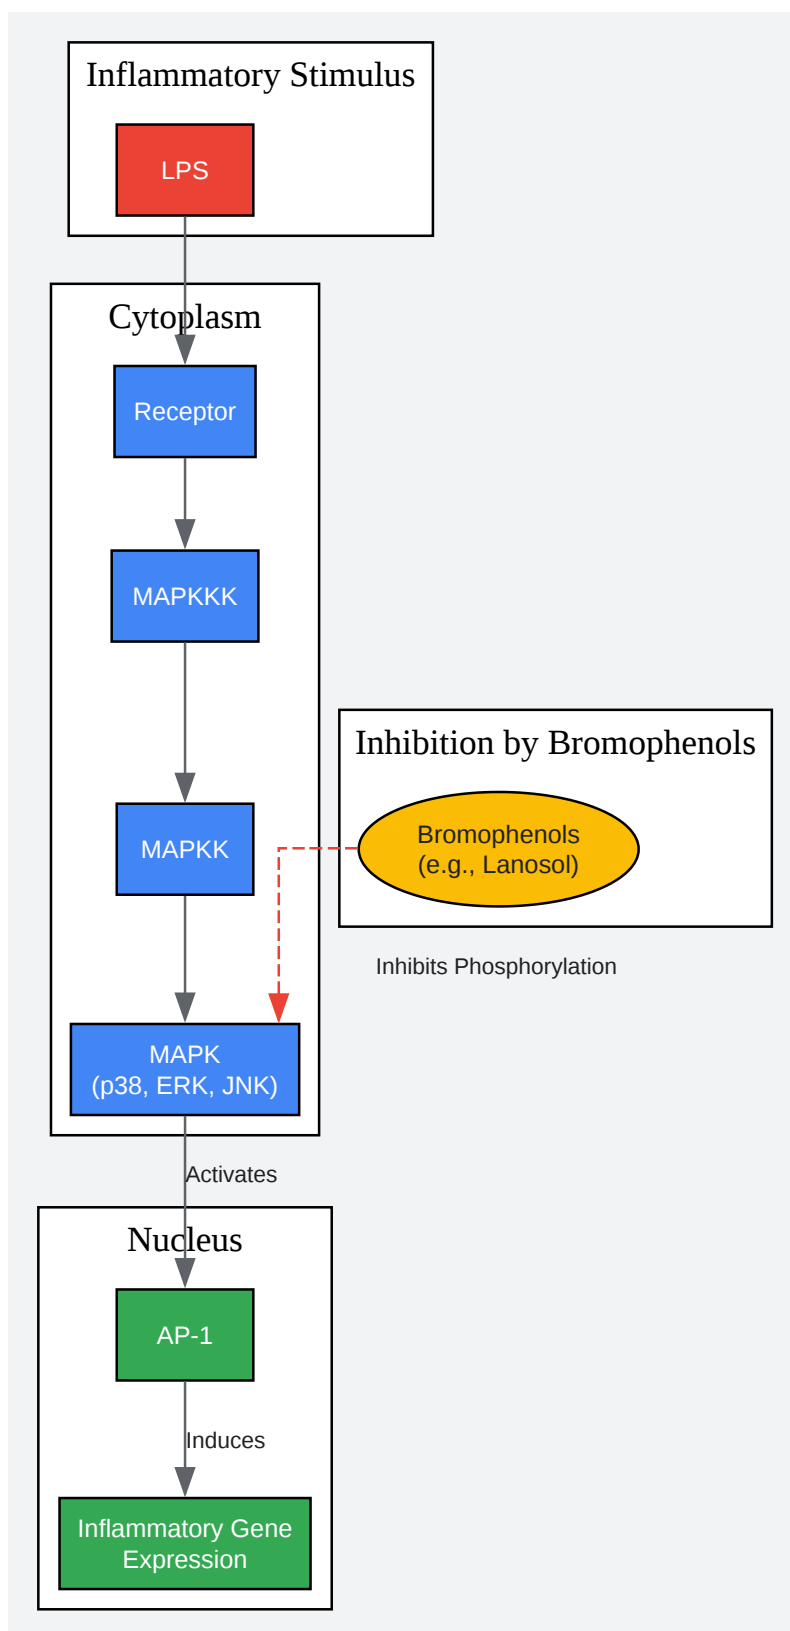 Inflammatory Stimulus
LPS
Cytoplasm
Receptor
MAPKKK
Inhibition by Bromophenols
Bromophenols
(e.g., Lanosol)
MAPKK
Inhibits Phosphorylation
MAPK
(p38, ERK, JNK)
Activates
Nucleus
AP-1
Induces
Inflammatory Gene
Expression